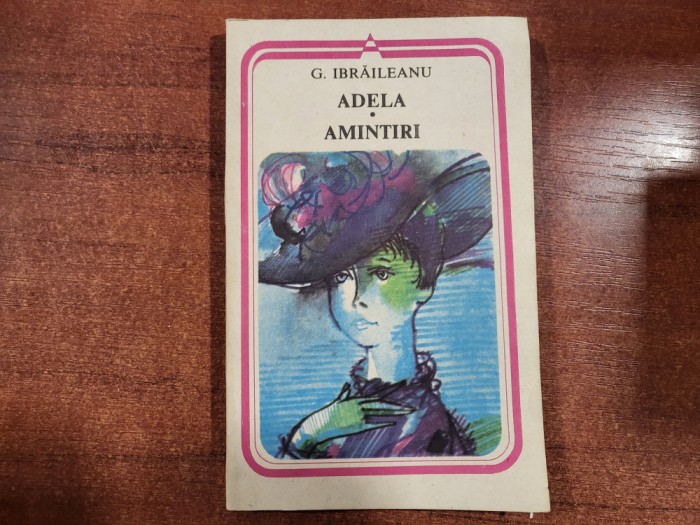 G. IBRĂILEANU
ADELA
•
AMINTIRI